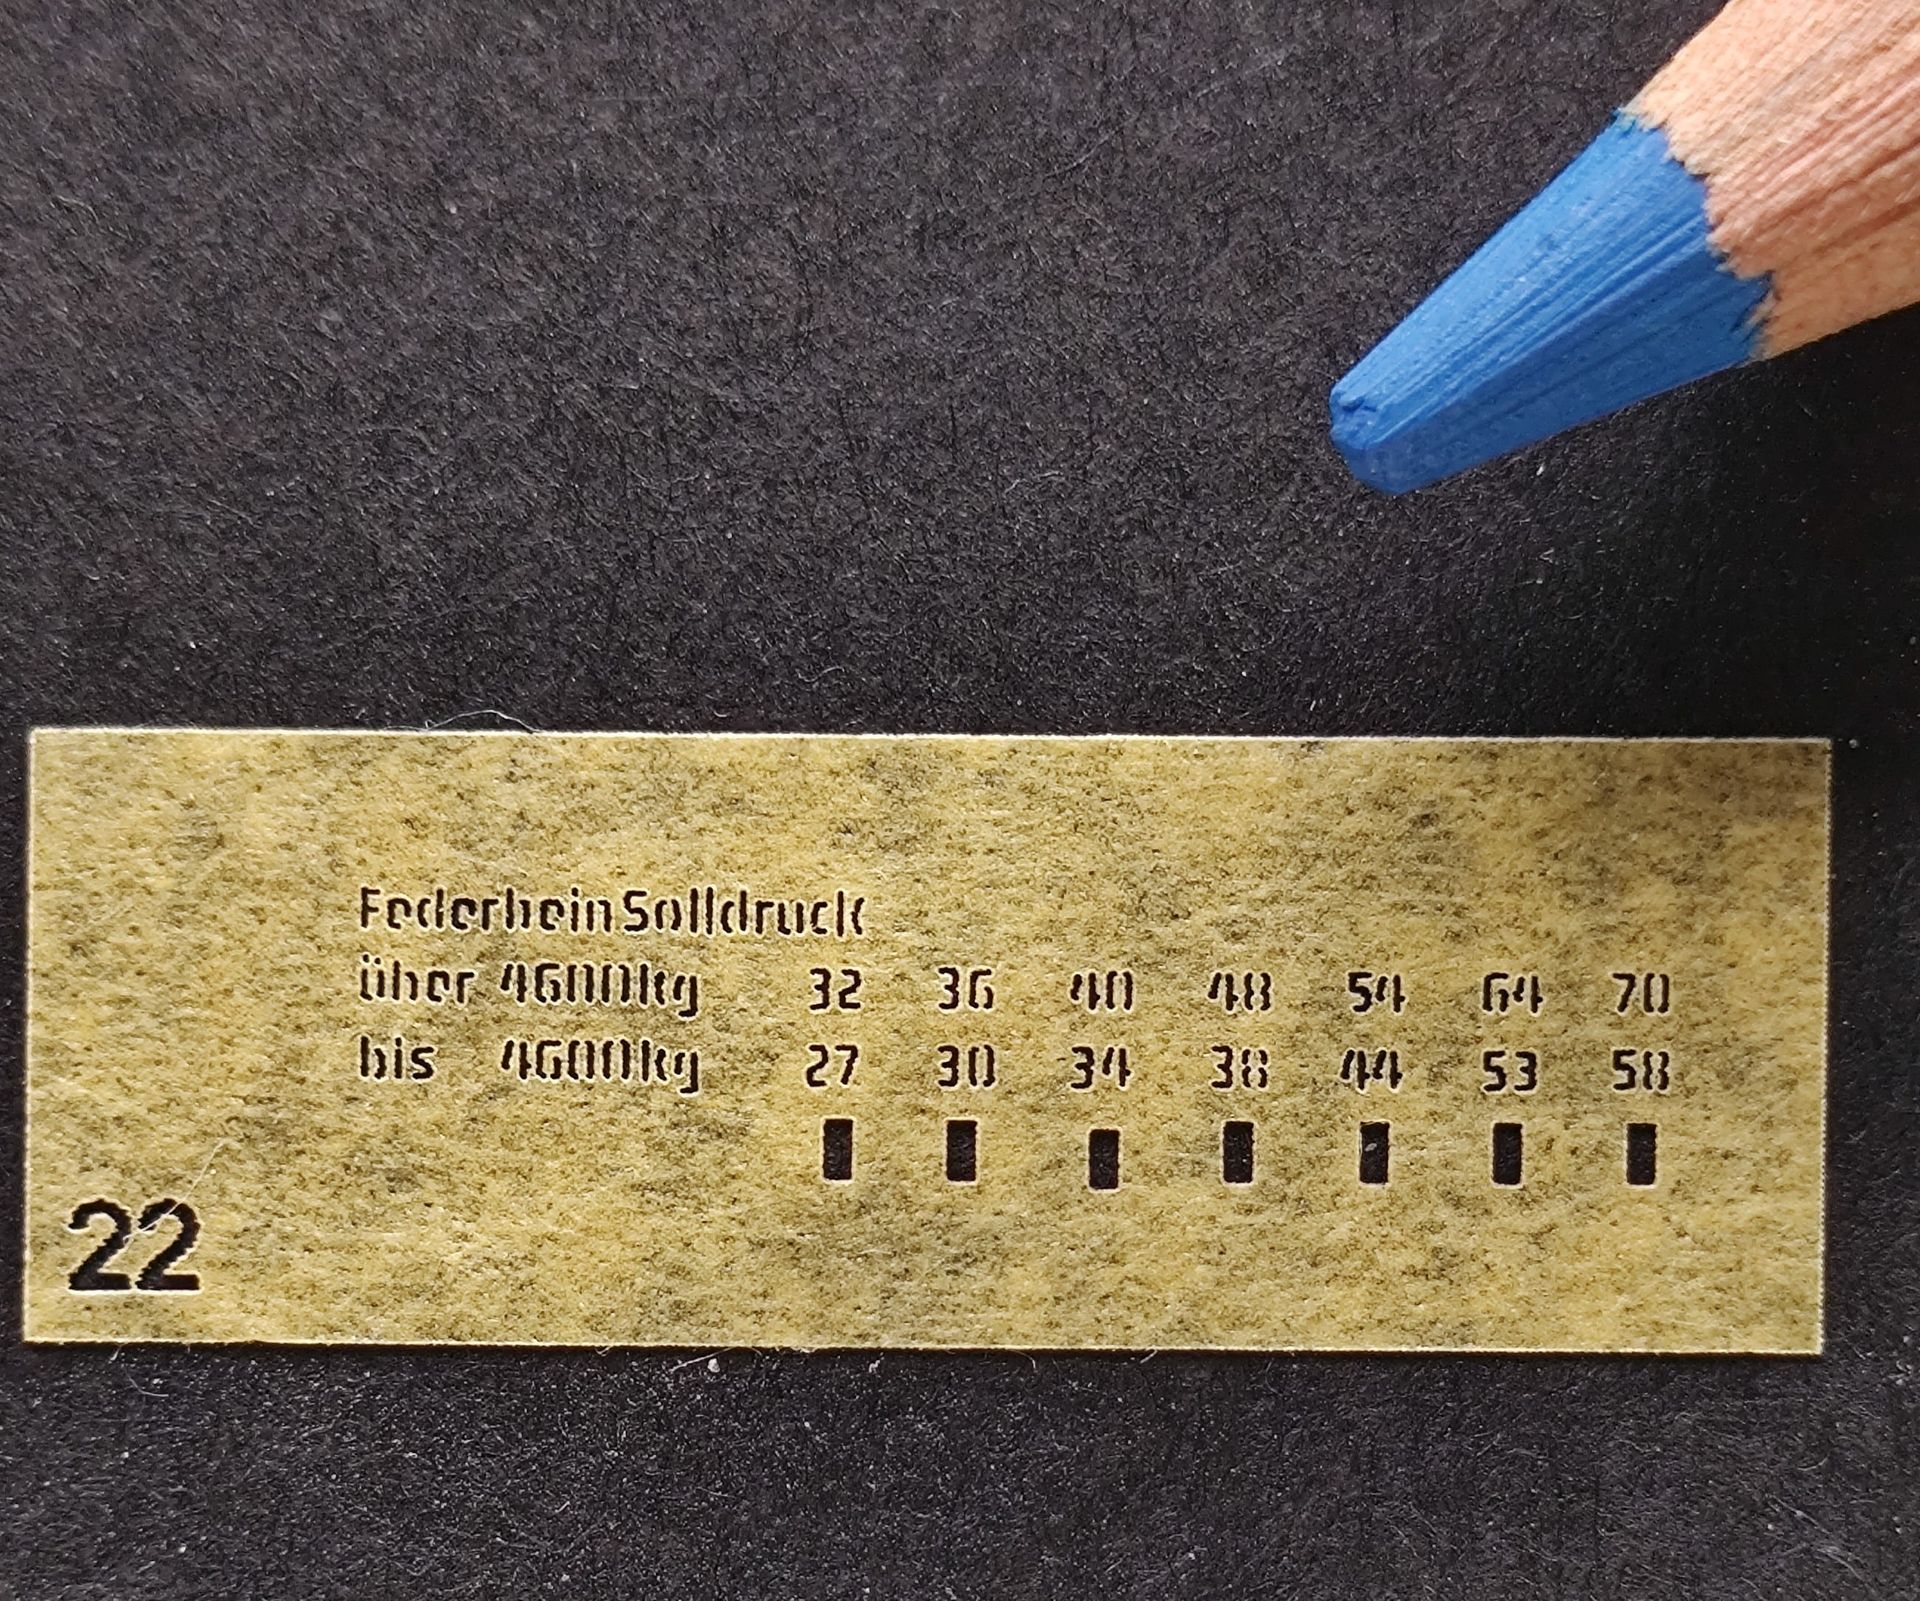 Federbein Solldruck
über 4600kg 32 36 40 48 54 64 70
bis 4600kg 27 30 34 38 44 53 58
22